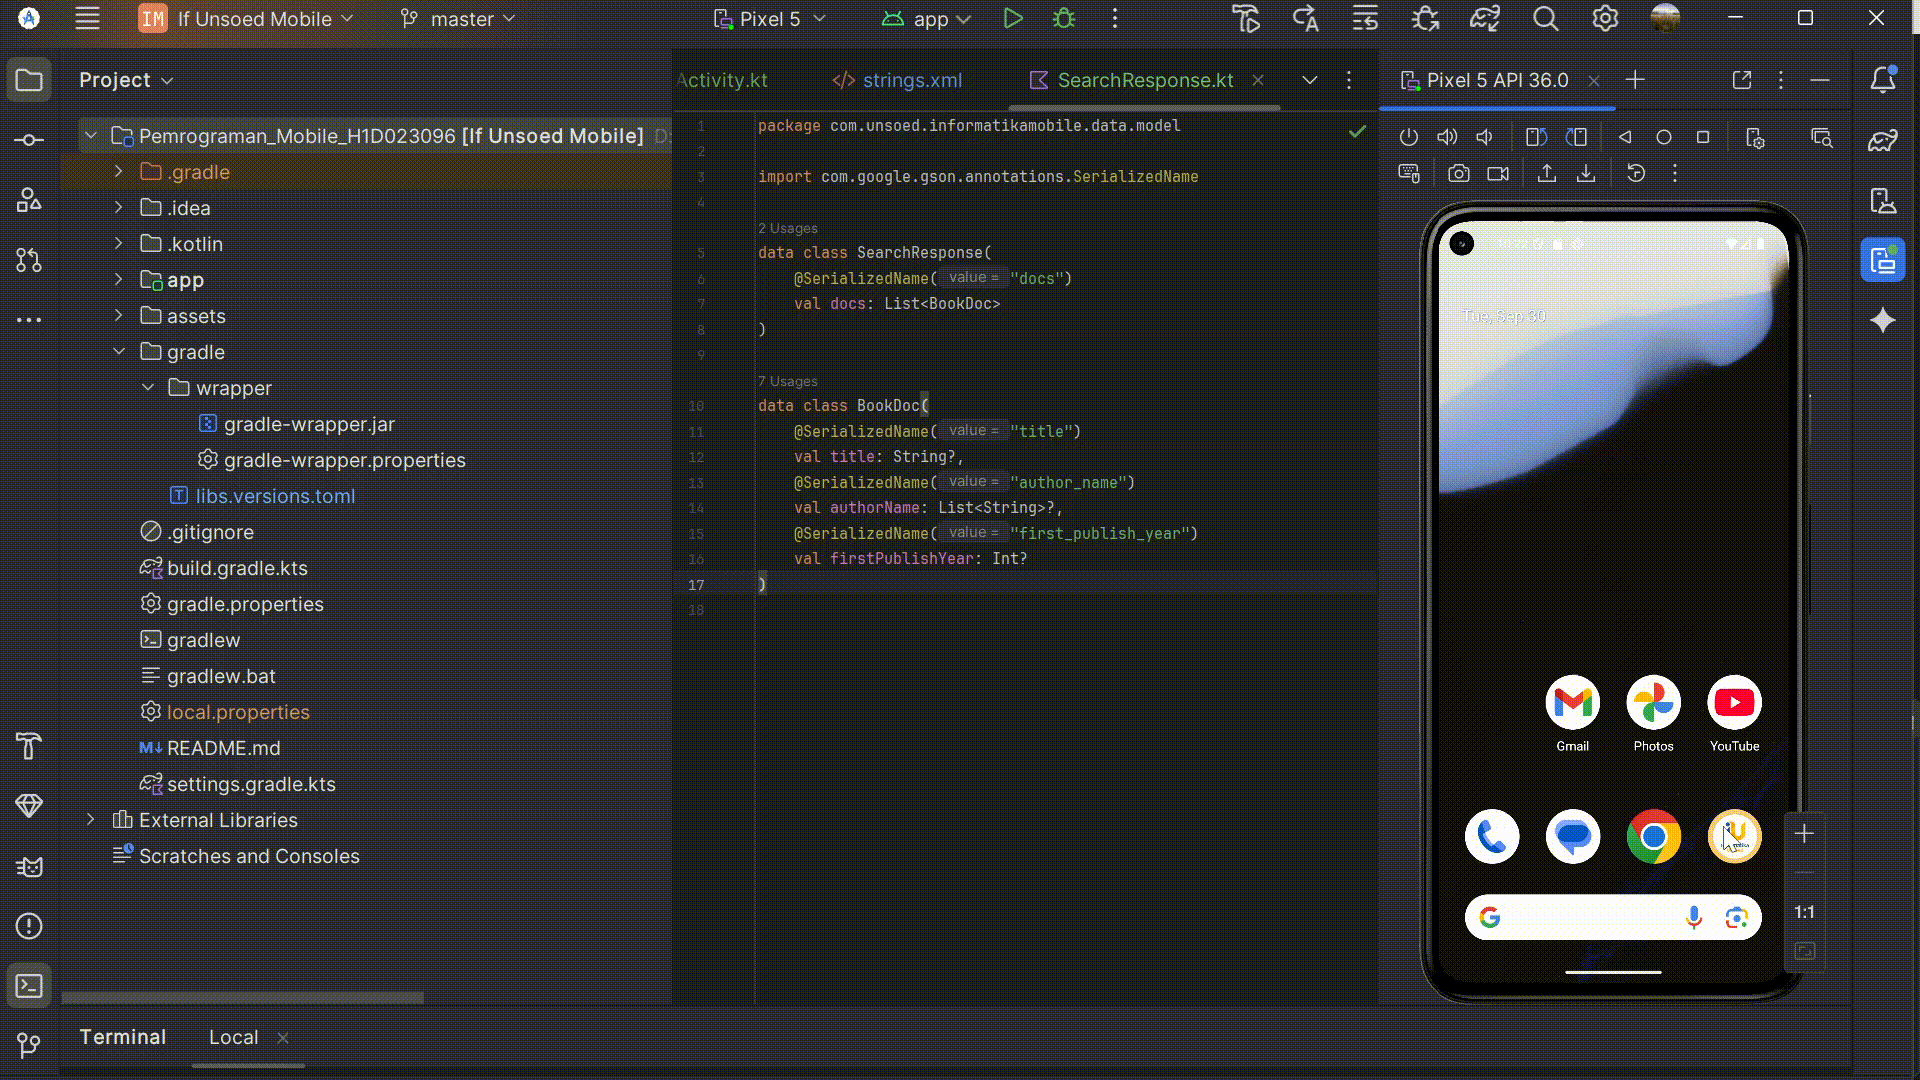 IM If Unsoed Mobile master Pixel 5 app
Project
Pemrograman_Mobile_H1D023096 [If Unsoed Mobile] D:
.gradle
.idea
.kotlin
app
assets
gradle
wrapper
gradle-wrapper.jar
gradle-wrapper.properties
libs.versions.toml
.gitignore
build.gradle.kts
gradle.properties
gradlew
gradlew.bat
local.properties
README.md
settings.gradle.kts
External Libraries
Scratches and Consoles
Activity.kt strings.xml SearchResponse.kt
1 package com.unsoed.informatikamobile.data.model
2
3 import com.google.gson.annotations.SerializedName
4
2 Usages
5 data class SearchResponse(
6 @SerializedName( value = "docs")
7 val docs: List<BookDoc>
8 )
9
7 Usages
10 data class BookDoc(
11 @SerializedName( value = "title")
12 val title: String?,
13 @SerializedName( value = "author_name")
14 val authorName: List<String>?,
15 @SerializedName( value = "first_publish_year")
16 val firstPublishYear: Int?
17 )
18
Pixel 5 API 36.0
Tue, Sep 30
Gmail Photos YouTube
1:1
Terminal Local